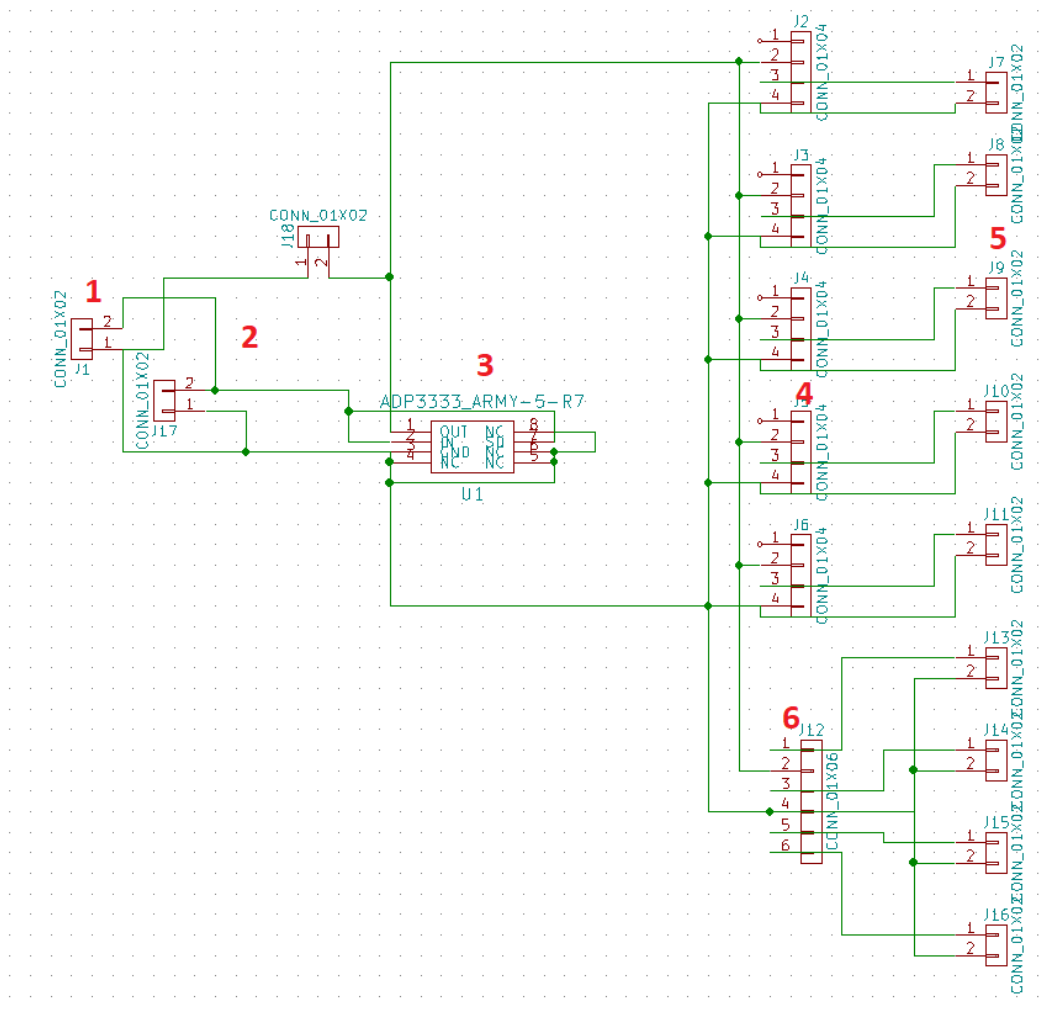 J2
CONN_01X04
1
2
3
4
J7
CONN_01X02
1
2
J3
CONN_01X04
1
2
3
4
J8
CONN_01X02
1
2
CONN_01X02
J18
1
2
5
J4
CONN_01X04
1
2
3
4
J9
CONN_01X02
1
2
1
CONN_01X02
2
1
J1
2
CONN_01X02
2
1
J17
3
ADP3333_ARMY-5-R7
1 OUT NC 8
2 IN SD 7
3 GND NC 6
4 NC NC 5
U1
4
CONN_01X04
1
2
3
4
J10
CONN_01X02
1
2
J6
CONN_01X04
1
2
3
4
J11
CONN_01X02
1
2
J13
CONN_01X02
1
2
6
J12
CONN_01X06
1
2
3
4
5
6
J14
CONN_01X02
1
2
J15
CONN_01X02
1
2
J16
CONN_01X02
1
2